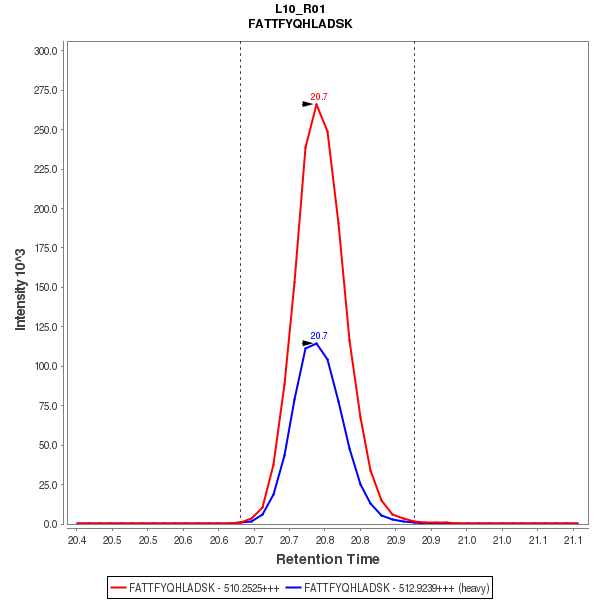 L10_R01
FATTFYQHLADSK
300.0
275.0
250.0
225.0
200.0
175.0
150.0
125.0
100.0
75.0
50.0
25.0
0.0
Intensity 10^3
20.7
20.7
20.4 20.5 20.5 20.6 20.6 20.7 20.7 20.8 20.8 20.9 20.9 21.0 21.0 21.1 21.1
Retention Time
FATTFYQHLADSK - 510.2525+++ FATTFYQHLADSK - 512.9239+++ (heavy)